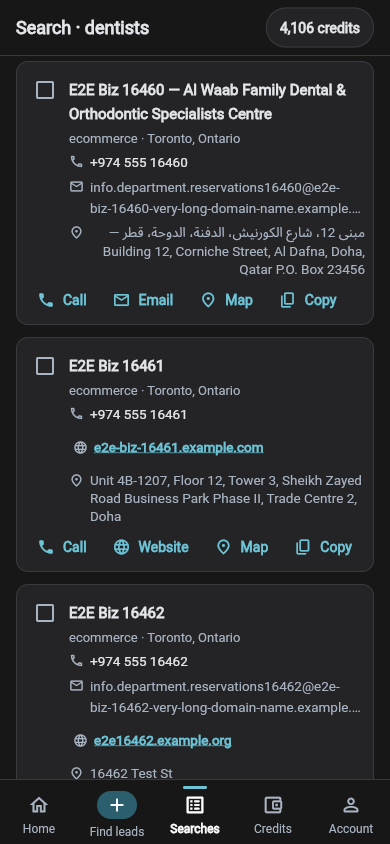 Search · dentists
4,106 credits
E2E Biz 16460 — Al Waab Family Dental &
Orthodontic Specialists Centre
ecommerce · Toronto, Ontario
+974 555 16460
info.department.reservations16460@e2e-
biz-16460-very-long-domain-name.example.…
مبنى 12، شارع الكورنيش، الدفنة، الدوحة، قطر —
Building 12, Corniche Street, Al Dafna, Doha,
Qatar P.O. Box 23456
Call Email Map Copy
E2E Biz 16461
ecommerce · Toronto, Ontario
+974 555 16461
e2e-biz-16461.example.com
Unit 4B-1207, Floor 12, Tower 3, Sheikh Zayed
Road Business Park Phase II, Trade Centre 2,
Doha
Call Website Map Copy
E2E Biz 16462
ecommerce · Toronto, Ontario
+974 555 16462
info.department.reservations16462@e2e-
biz-16462-very-long-domain-name.example.…
e2e16462.example.org
16462 Test St
Home Find leads Searches Credits Account